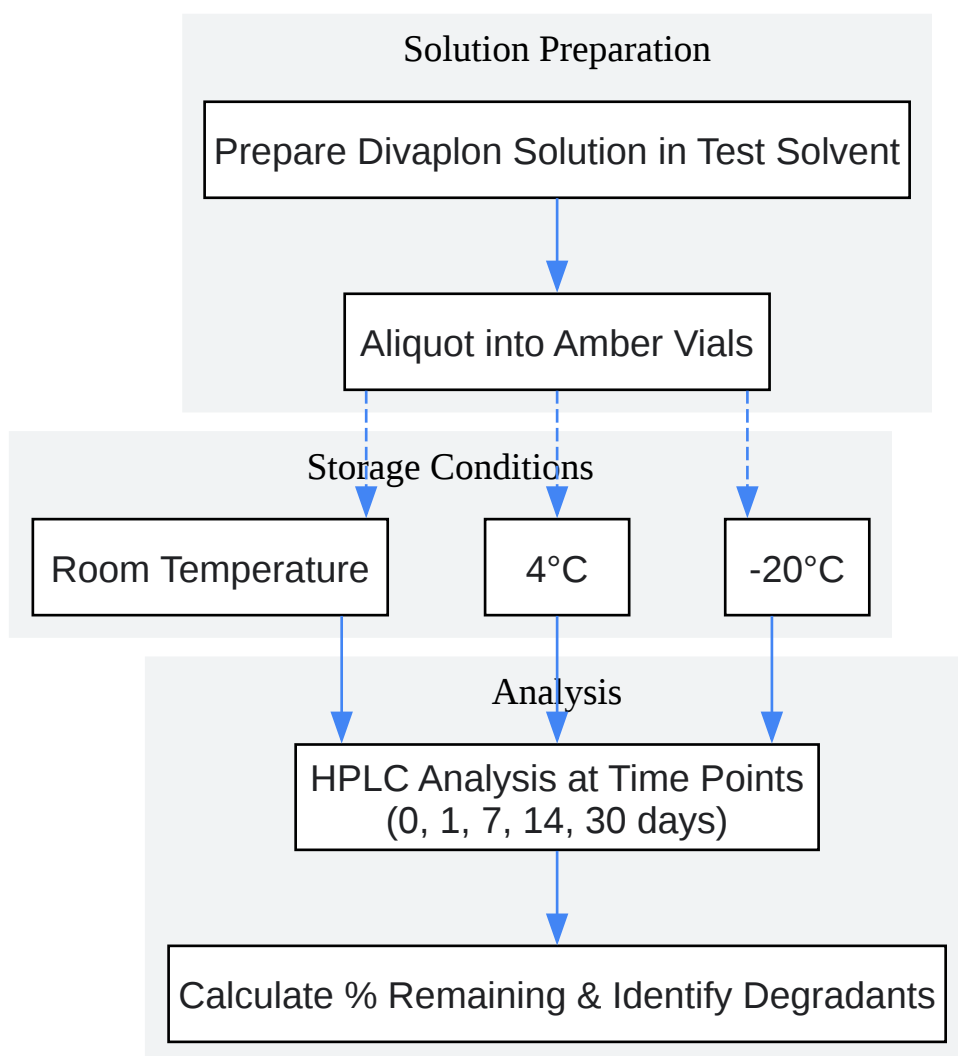 Solution Preparation
Prepare Divaplon Solution in Test Solvent
Aliquot into Amber Vials
Storage Conditions
Room Temperature
4°C
-20°C
Analysis
HPLC Analysis at Time Points
(0, 1, 7, 14, 30 days)
Calculate % Remaining & Identify Degradants